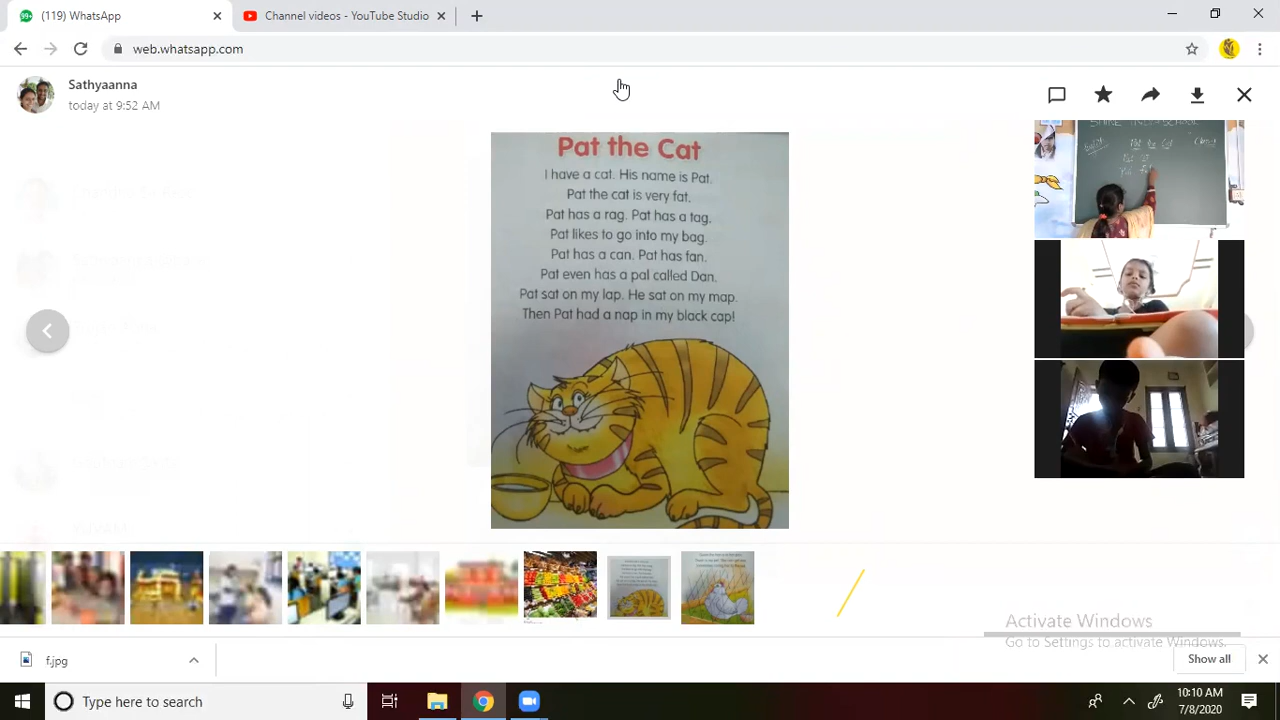 (119) WhatsApp
Channel videos - YouTube Studio
web.whatsapp.com
Sathyaanna
today at 9:52 AM
Pat the Cat
I have a cat. His name is Pat.
Pat the cat is very fat.
Pat has a rag. Pat has a tag.
Pat likes to go into my bag.
Pat has a can. Pat has fan.
Pat even has a pal called Dan.
Pat sat on my lap. He sat on my map.
Then Pat had a nap in my black cap!
Activate Windows
Go to Settings to activate Windows.
f.jpg
Show all
Type here to search
10:10 AM
7/8/2020